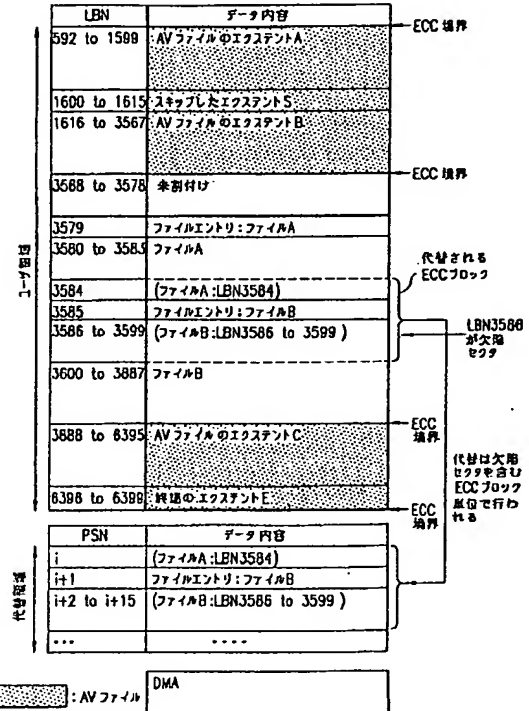 LBN データ内容
592 to 1599 AVファイルのエクステントA
ECC 境界
1600 to 1615 スキップしたエクステントS
1616 to 3567 AVファイルのエクステントB
ECC 境界
3588 to 3578 未割付け
3579 ファイルエントリ:ファイルA
3580 to 3583 ファイルA
3584 (ファイルA:LBN3584)
3585 ファイルエントリ:ファイルB
3586 to 3599 (ファイルB:LBN3586 to 3599 )
3600 to 3887 ファイルB
3688 to 6395 AVファイルのエクステントC
6396 to 6399 終端のエクステントE
ユーザ領域
代替される
ECCブロック
LBN3586
が欠陥
セクタ
ECC
境界
ECC
境界
代替は欠陥
セクタを含む
ECCブロック
単位で行わ
れる
PSN データ内容
i (ファイルA:LBN3584)
i+1 ファイルエントリ:ファイルB
i+2 to i+15 (ファイルB:LBN3586 to 3599 )
... ....
代替領域
:AVファイル
DMA